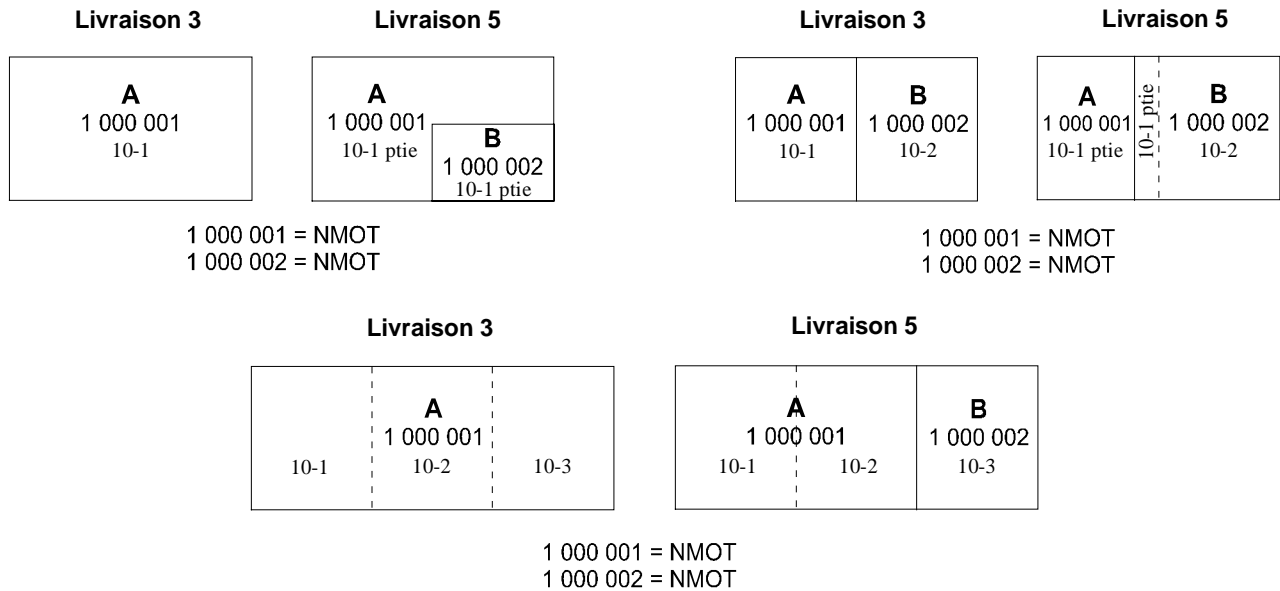 Livraison 3
Livraison 5
A
1 000 001
10-1
A
1 000 001
10-1 ptie
B
1 000 002
10-1 ptie
1 000 001 = NMOT
1 000 002 = NMOT
Livraison 3
Livraison 5
A
1 000 001
10-1
B
1 000 002
10-2
A
1 000 001
10-1 ptie
10-1 ptie
B
1 000 002
10-2
1 000 001 = NMOT
1 000 002 = NMOT
Livraison 3
Livraison 5
A
1 000 001
10-1
10-2
10-3
A
1 000 001
10-1
10-2
B
1 000 002
10-3
1 000 001 = NMOT
1 000 002 = NMOT